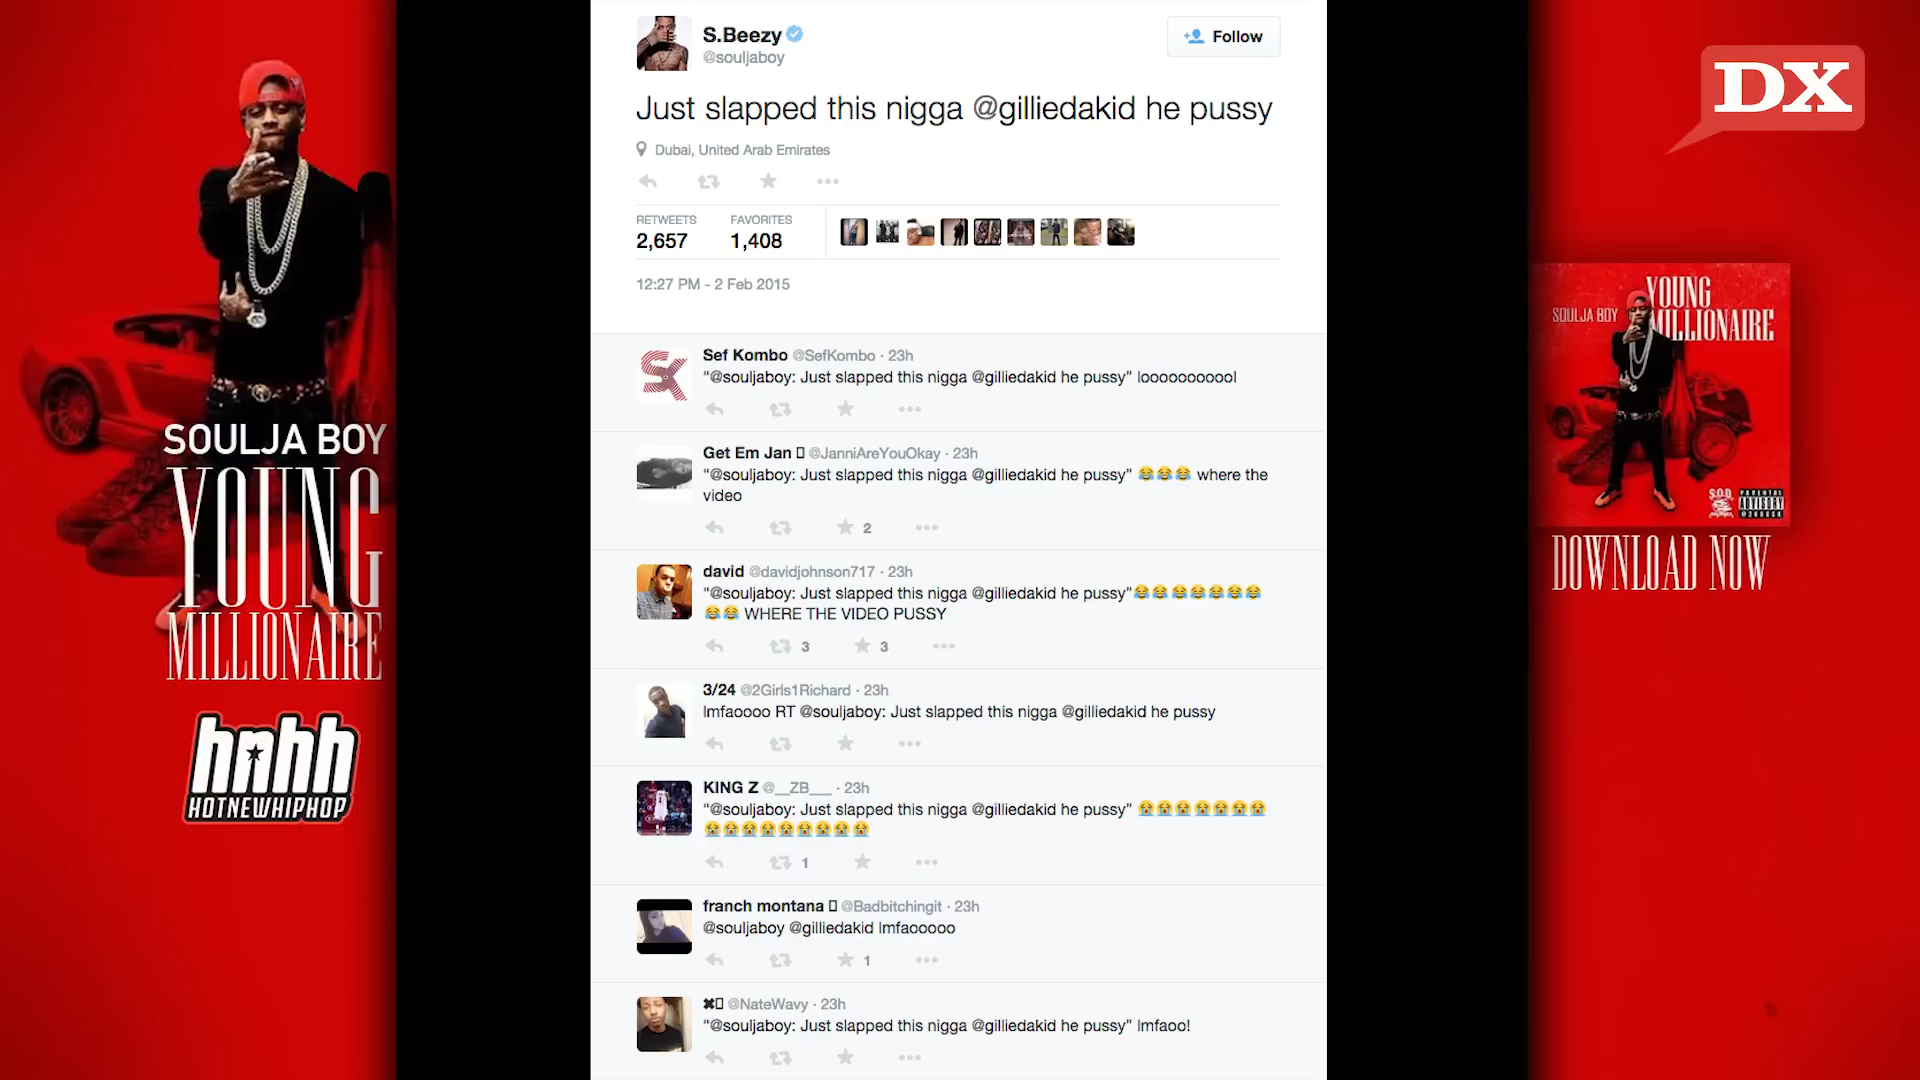 S.Beezy
@souljaboy
Follow
Just slapped this nigga @gilliedakid he pussy
Dubai, United Arab Emirates
RETWEETS FAVORITES
2,657 1,408
12:27 PM - 2 Feb 2015
Sef Kombo @SefKombo · 23h
“@souljaboy: Just slapped this nigga @gilliedakid he pussy” looooooooool
Get Em Jan @JanniAreYouOkay · 23h
“@souljaboy: Just slapped this nigga @gilliedakid he pussy” 😂😂😂 where the
video
2
david @davidjohnson717 · 23h
“@souljaboy: Just slapped this nigga @gilliedakid he pussy”😂😂😂😂😂😂😂
😂😂 WHERE THE VIDEO PUSSY
3 3
3/24 @2Girls1Richard · 23h
lmfaoooo RT @souljaboy: Just slapped this nigga @gilliedakid he pussy
KING Z @__ZB___ · 23h
“@souljaboy: Just slapped this nigga @gilliedakid he pussy” 😭😭😭😭😭😭😭
😭😭😭😭😭😭😭😭😭
1
franch montana @Badbitchingit · 23h
@souljaboy @gilliedakid lmfaooooo
1
✖ @NateWavy · 23h
“@souljaboy: Just slapped this nigga @gilliedakid he pussy” lmfaoo!
SOULJA BOY
YOUNG
MILLIONAIRE
hnhh
HOTNEWHIPHOP
DX
YOUNG
SOULJA BOY
MILLIONAIRE
S.O.D.
PARENTAL
ADVISORY
DOWNLOAD NOW